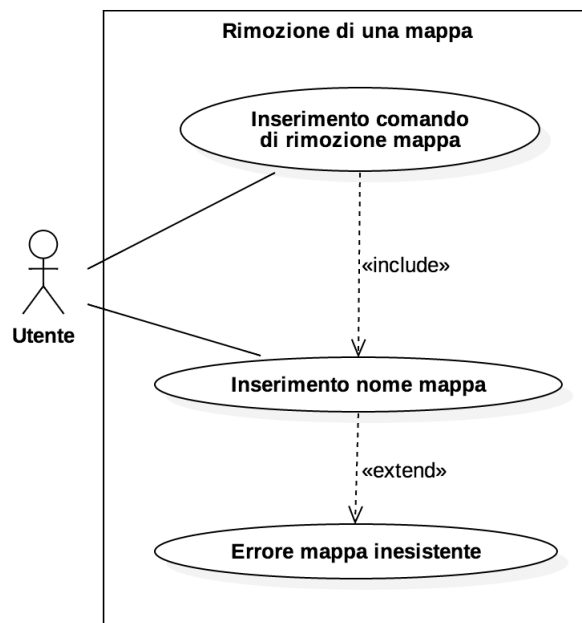 Rimozione di una mappa
Inserimento comando
di rimozione mappa
«include»
Utente
Inserimento nome mappa
«extend»
Errore mappa inesistente